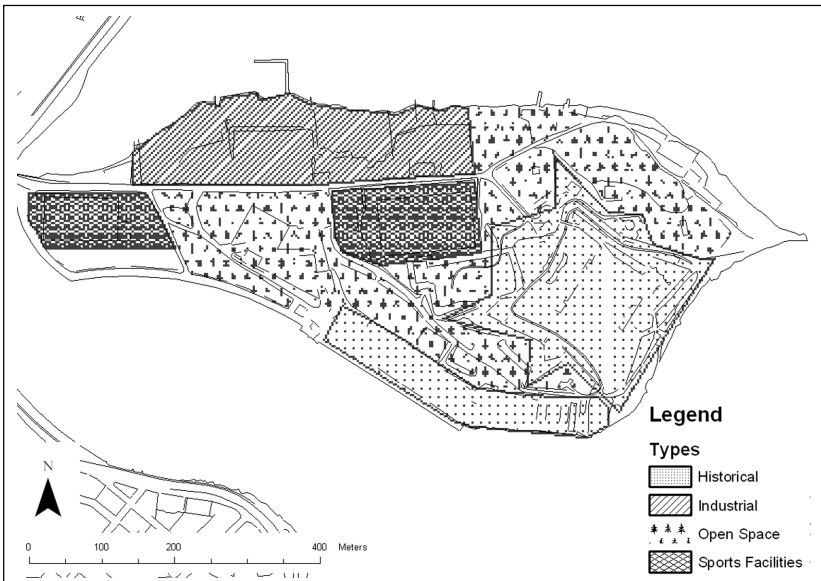 Legend
Types
Historical
Industrial
Open Space
Sports Facilities
N
0 100 200 400 Meters